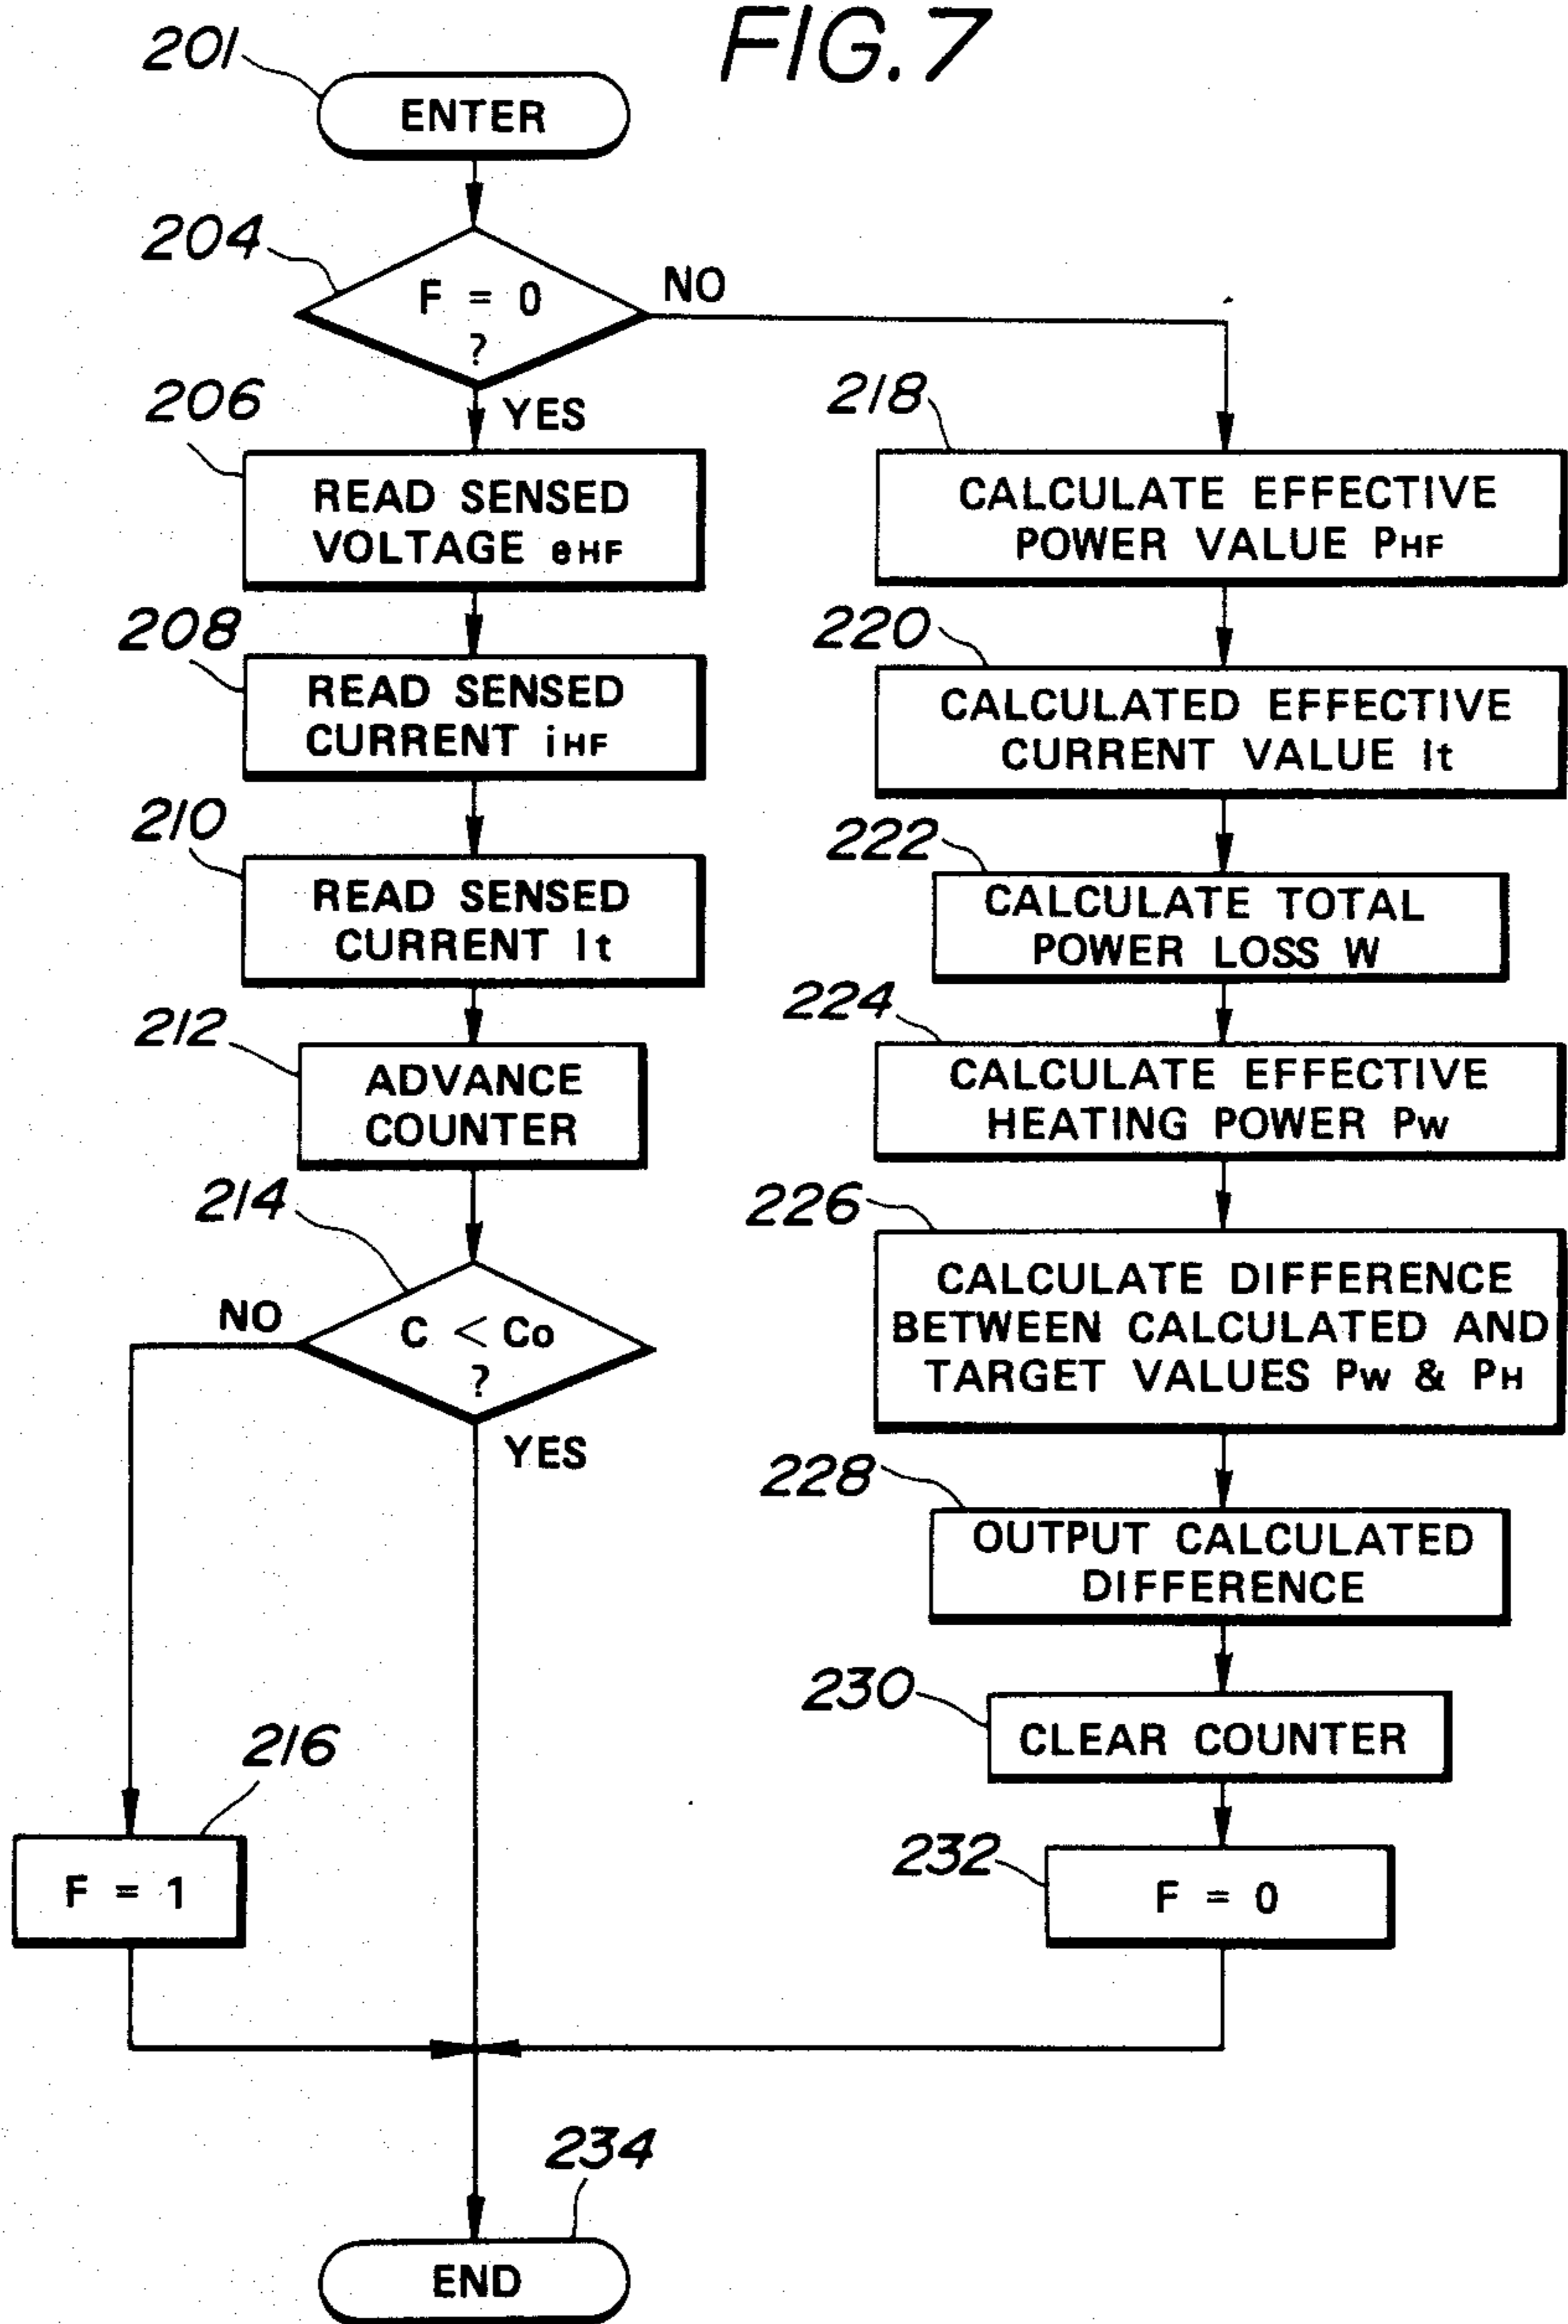 FIG.7
201
ENTER
204
F = 0
?
NO
YES
206
READ SENSED
VOLTAGE eHF
208
READ SENSED
CURRENT iHF
210
READ SENSED
CURRENT It
212
ADVANCE
COUNTER
214
C < Co
?
NO
YES
216
F = 1
218
CALCULATE EFFECTIVE
POWER VALUE PHF
220
CALCULATED EFFECTIVE
CURRENT VALUE It
222
CALCULATE TOTAL
POWER LOSS W
224
CALCULATE EFFECTIVE
HEATING POWER Pw
226
CALCULATE DIFFERENCE
BETWEEN CALCULATED AND
TARGET VALUES Pw & PH
228
OUTPUT CALCULATED
DIFFERENCE
230
CLEAR COUNTER
232
F = 0
234
END